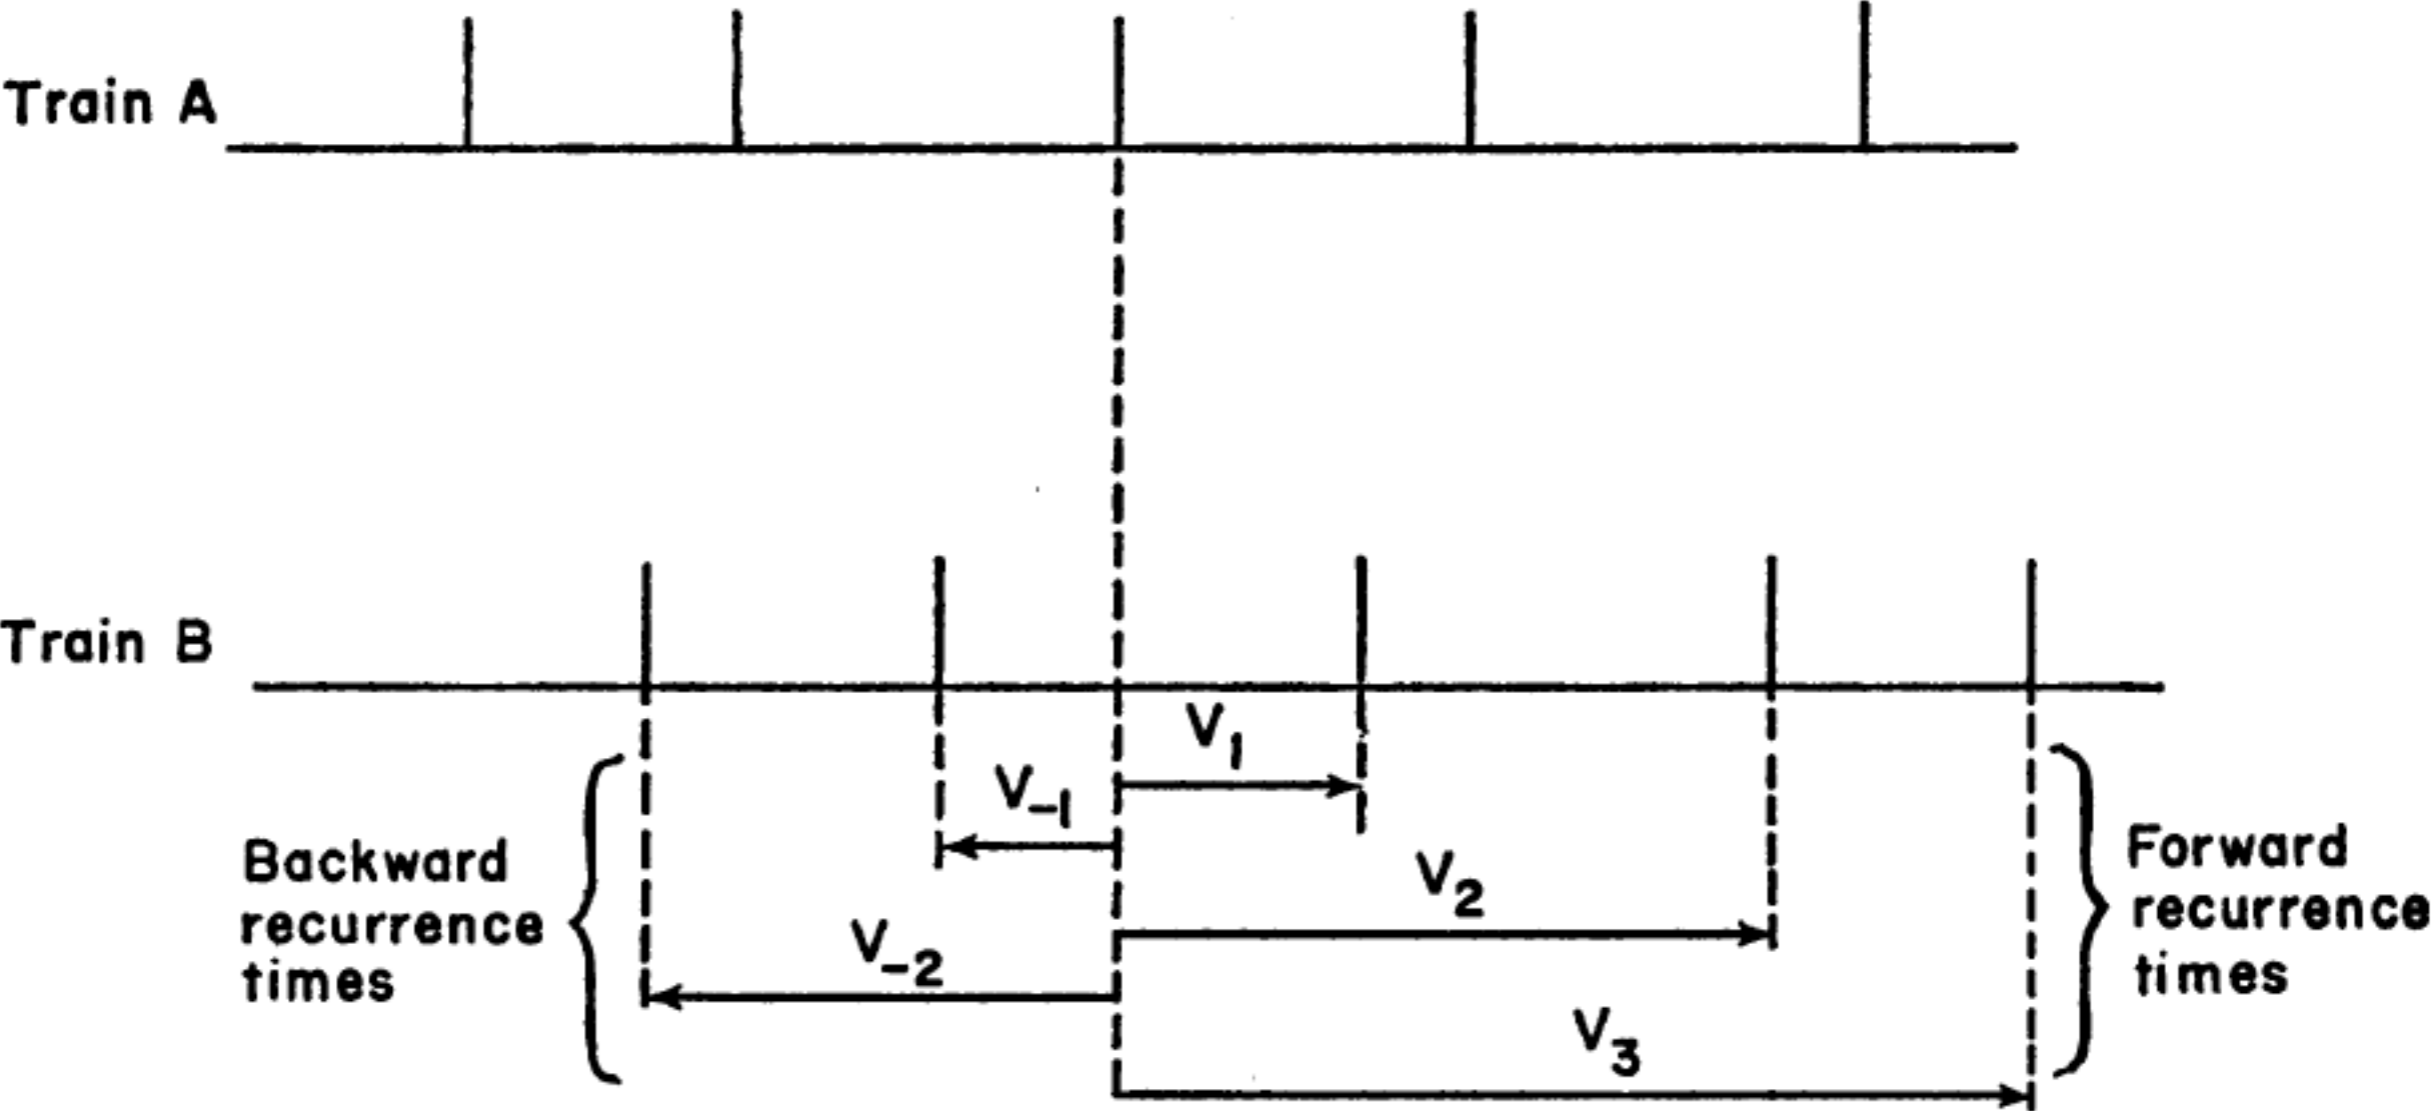 Train A
Train B
V₁
V₋₁
V₂
V₋₂
V₃
Backward
recurrence
times
Forward
recurrence
times